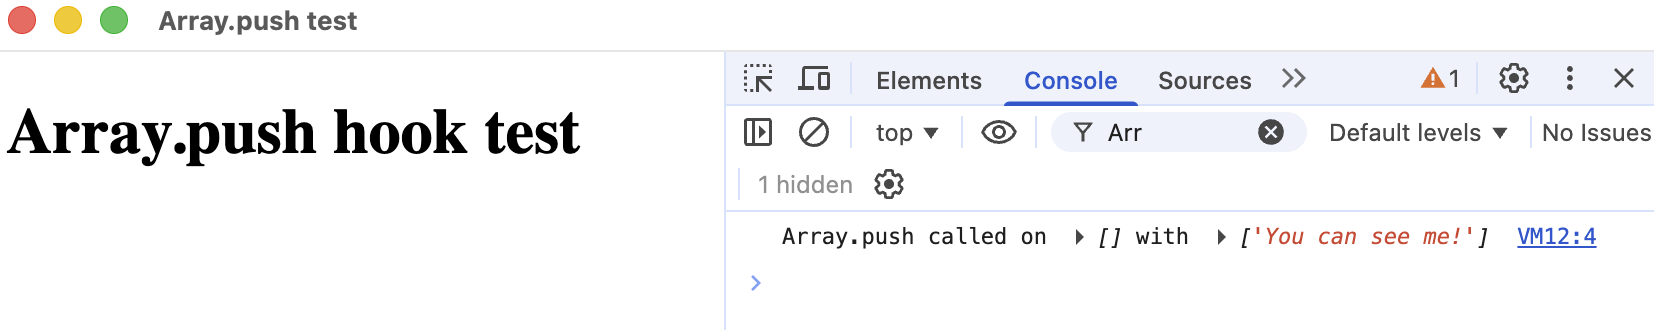 Array.push test
Array.push hook test
Elements Console Sources 1
top Arr Default levels No Issues
1 hidden
Array.push called on [] with ['You can see me!'] VM12:4